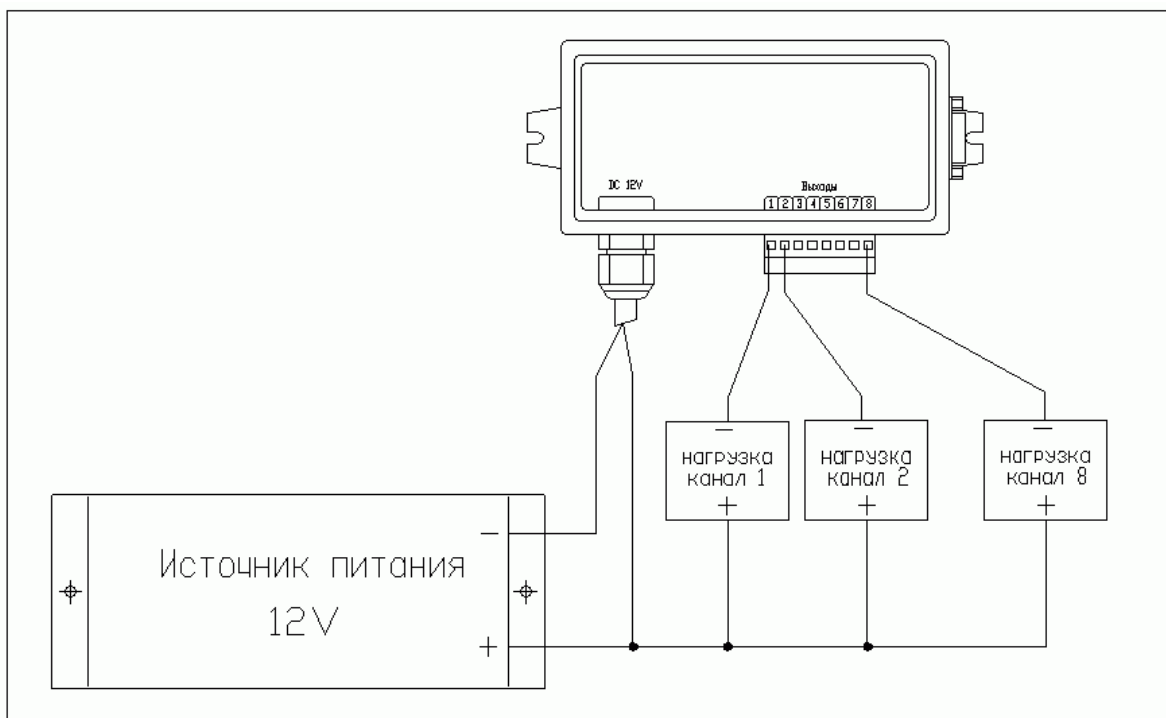 DC 12V
Выходы
1 2 3 4 5 6 7 8
−
нагрузка
канал 1
+
−
нагрузка
канал 2
+
−
нагрузка
канал 8
+
−
Источник питания
12V
+